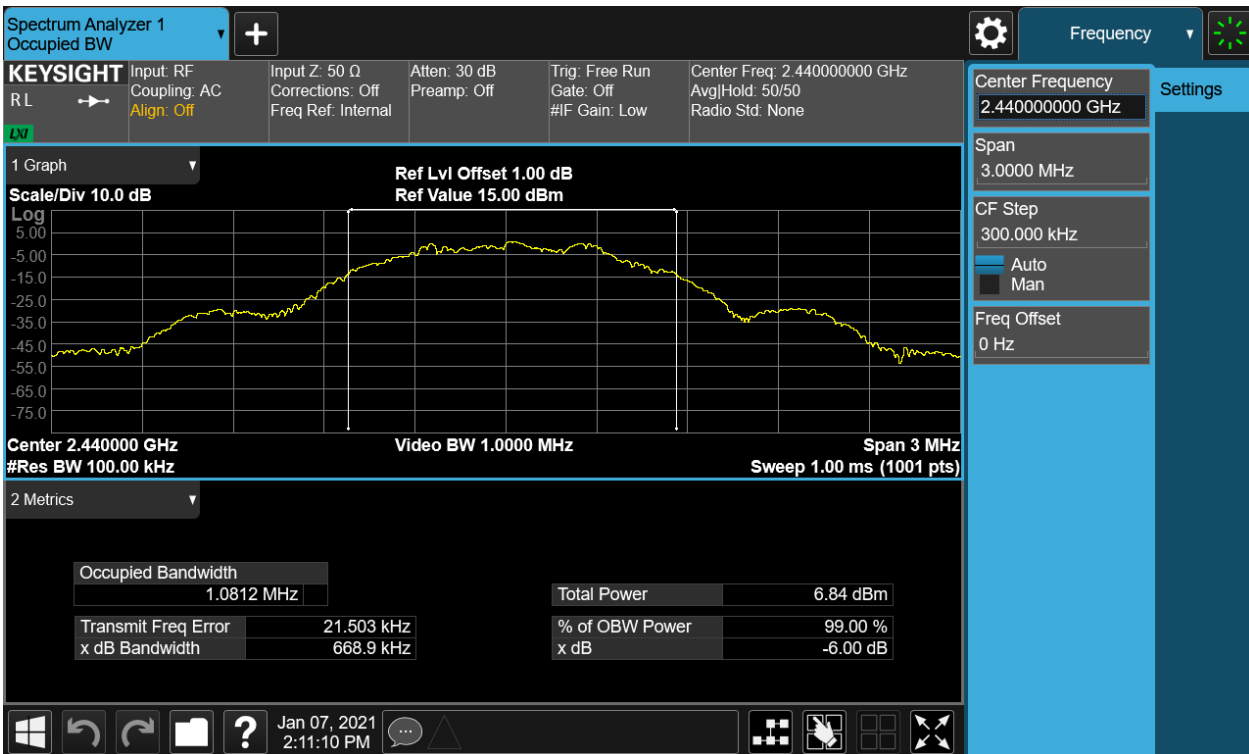 Spectrum Analyzer 1
Occupied BW
Frequency
KEYSIGHT
R L
LXI
Input: RF
Coupling: AC
Align: Off
Input Z: 50 Ω
Corrections: Off
Freq Ref: Internal
Atten: 30 dB
Preamp: Off
Trig: Free Run
Gate: Off
#IF Gain: Low
Center Freq: 2.440000000 GHz
Avg|Hold: 50/50
Radio Std: None
Center Frequency
2.440000000 GHz
Settings
Span
3.0000 MHz
CF Step
300.000 kHz
Auto
Man
Freq Offset
0 Hz
1 Graph
Scale/Div 10.0 dB
Ref Lvl Offset 1.00 dB
Ref Value 15.00 dBm
Log
5.00
-5.00
-15.0
-25.0
-35.0
-45.0
-55.0
-65.0
-75.0
Center 2.440000 GHz
#Res BW 100.00 kHz
Video BW 1.0000 MHz
Span 3 MHz
Sweep 1.00 ms (1001 pts)
2 Metrics
Occupied Bandwidth
1.0812 MHz
Total Power 6.84 dBm
Transmit Freq Error 21.503 kHz
% of OBW Power 99.00 %
x dB Bandwidth 668.9 kHz
x dB -6.00 dB
Jan 07, 2021
2:11:10 PM